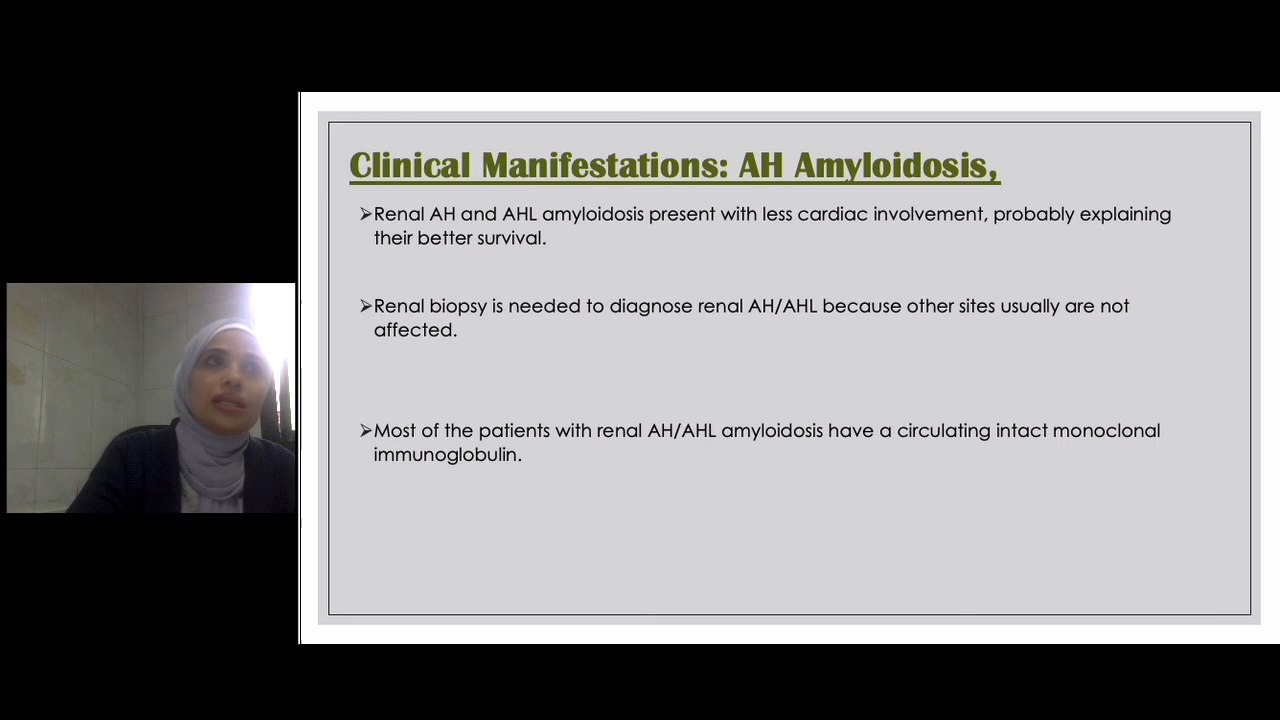 Clinical Manifestations: AH Amyloidosis,
➢Renal AH and AHL amyloidosis present with less cardiac involvement, probably explaining
their better survival.
➢Renal biopsy is needed to diagnose renal AH/AHL because other sites usually are not
affected.
➢Most of the patients with renal AH/AHL amyloidosis have a circulating intact monoclonal
immunoglobulin.